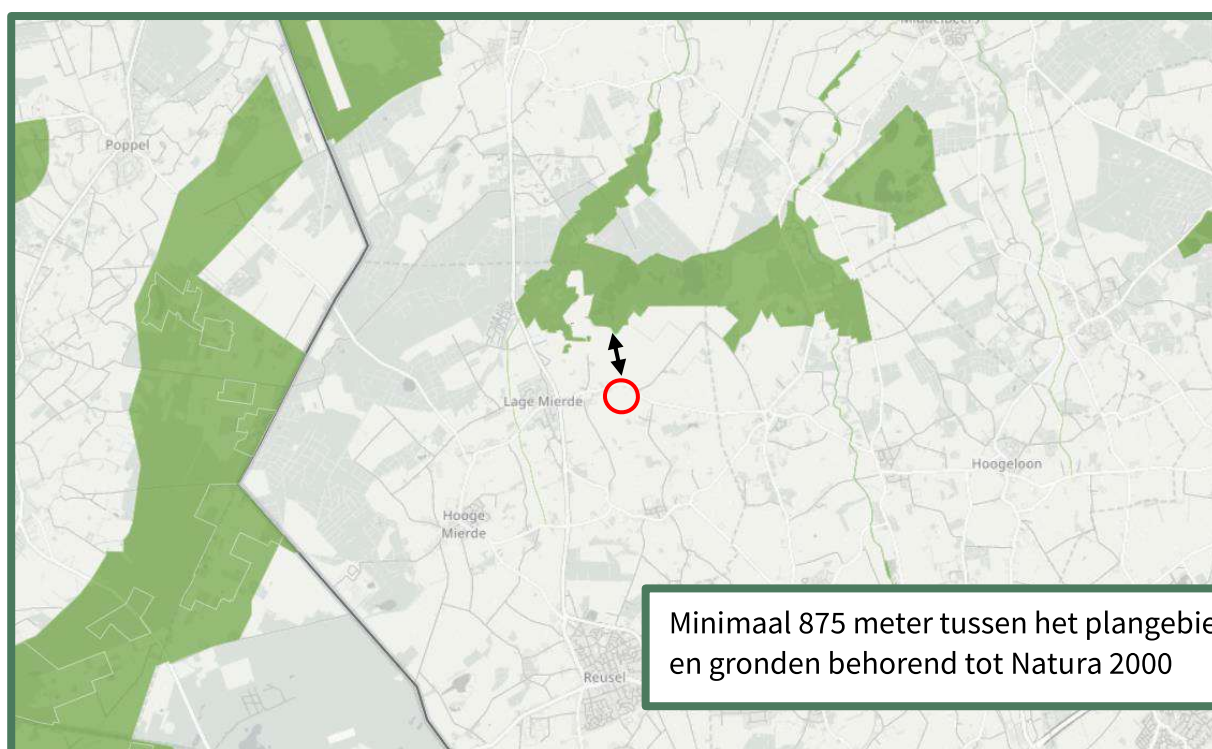 Middelbeers
Poppel
Lage Mierde
Hoogeloon
Hooge
Mierde
Reusel
Minimaal 875 meter tussen het plangebie
en gronden behorend tot Natura 2000